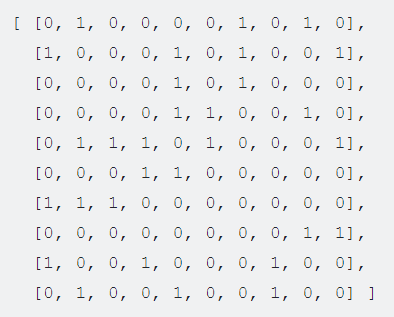 [ [0, 1, 0, 0, 0, 0, 1, 0, 1, 0],
[1, 0, 0, 0, 1, 0, 1, 0, 0, 1],
[0, 0, 0, 0, 1, 0, 1, 0, 0, 0],
[0, 0, 0, 0, 1, 1, 0, 0, 1, 0],
[0, 1, 1, 1, 0, 1, 0, 0, 0, 1],
[0, 0, 0, 1, 1, 0, 0, 0, 0, 0],
[1, 1, 1, 0, 0, 0, 0, 0, 0, 0],
[0, 0, 0, 0, 0, 0, 0, 0, 1, 1],
[1, 0, 0, 1, 0, 0, 0, 1, 0, 0],
[0, 1, 0, 0, 1, 0, 0, 1, 0, 0] ]